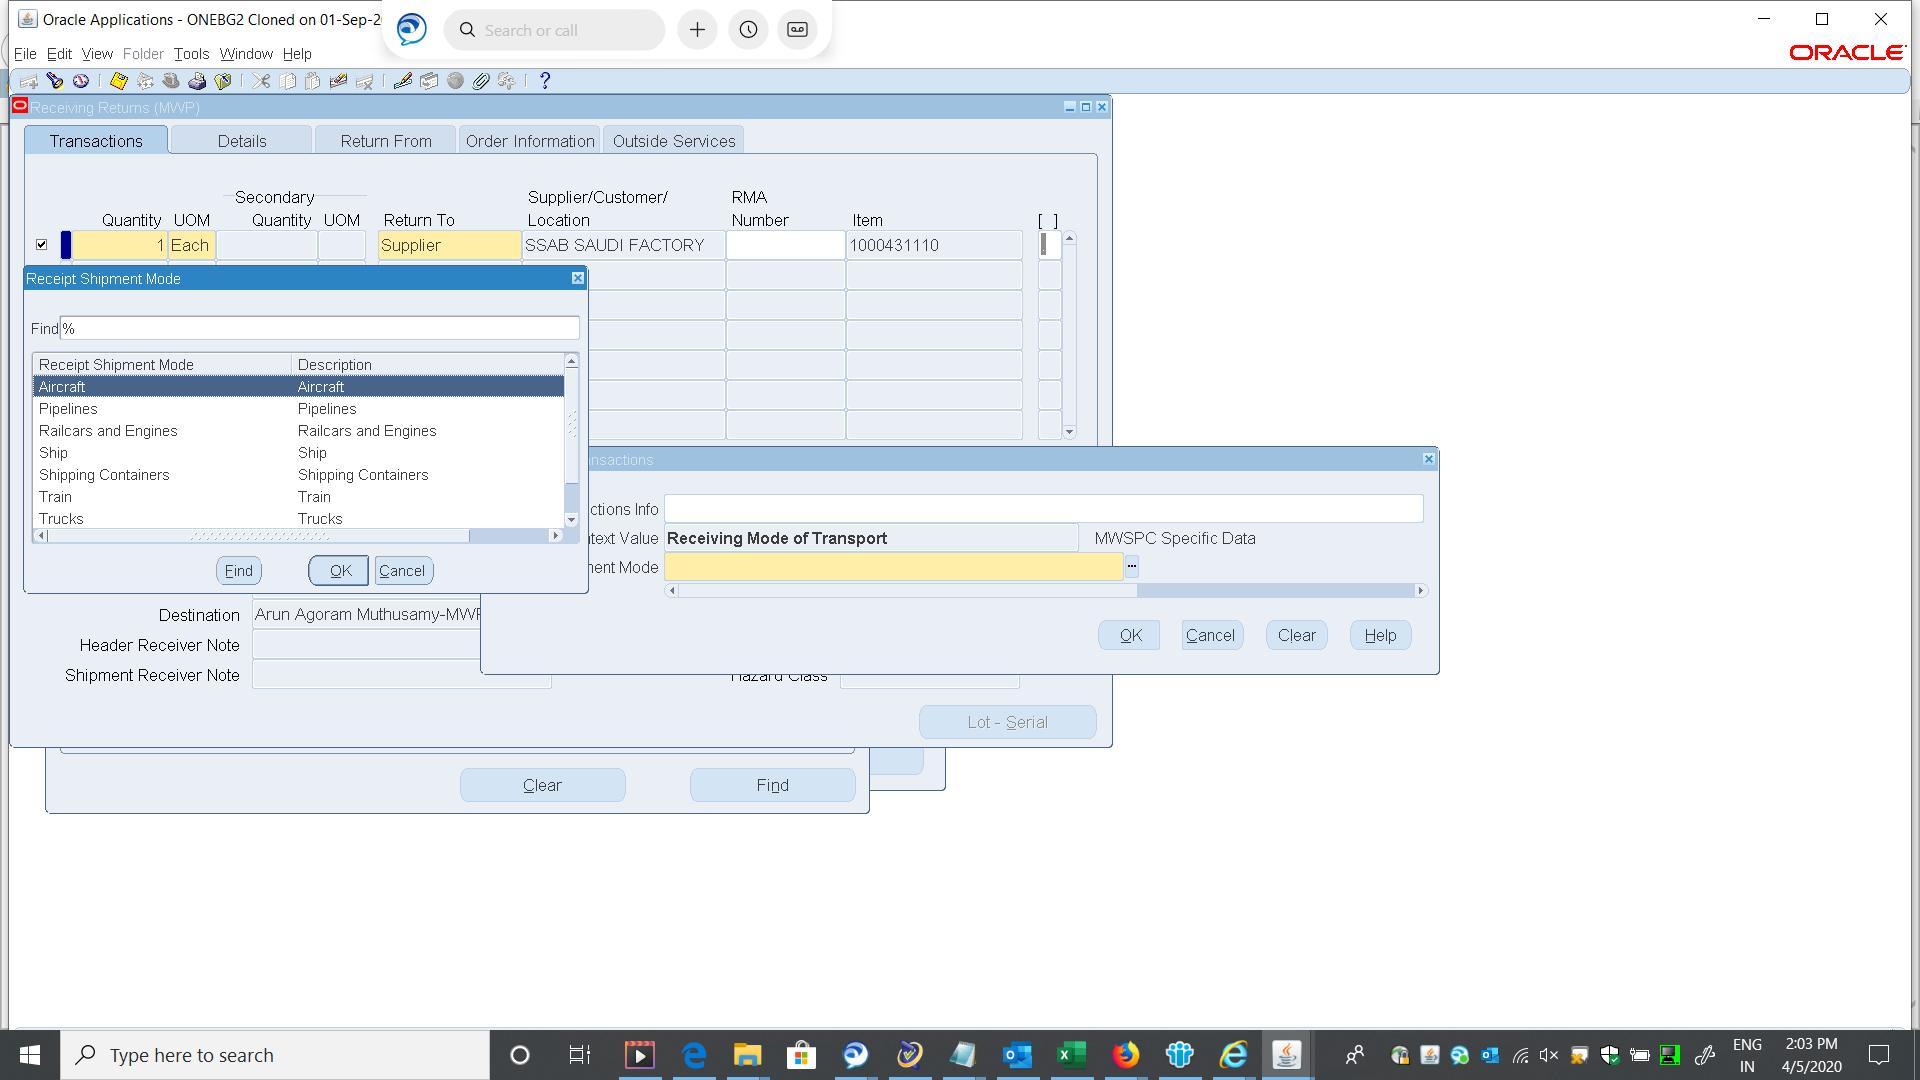 Oracle Applications - ONEBG2 Cloned on 01-Sep-2
Search or call
File Edit View Folder Tools Window Help
ORACLE
Receiving Returns (MWP)
Transactions Details Return From Order Information Outside Services
Secondary Supplier/Customer/ RMA
Quantity UOM Quantity UOM Return To Location Number Item [ ]
1 Each Supplier SSAB SAUDI FACTORY 1000431110
Receipt Shipment Mode
Find %
Receipt Shipment Mode Description
Aircraft Aircraft
Pipelines Pipelines
Railcars and Engines Railcars and Engines
Ship Ship
Shipping Containers Shipping Containers
Train Train
Trucks Trucks
Find OK Cancel
nsactions
ctions Info
text Value Receiving Mode of Transport MWSPC Specific Data
nent Mode ...
OK Cancel Clear Help
Destination Arun Agoram Muthusamy-MWP
Header Receiver Note
Shipment Receiver Note
Hazard Class
Lot - Serial
Clear Find
Type here to search
ENG
IN
2:03 PM
4/5/2020